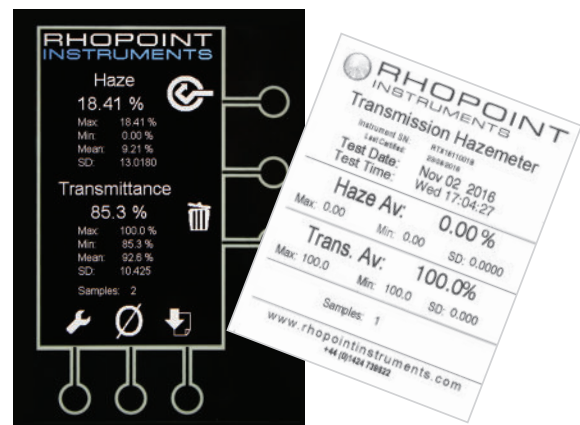 RHOPOINT
INSTRUMENTS
Haze
18.41 %
Max: 18.41 %
Min: 0.00 %
Mean: 9.21 %
SD: 13.0180
Transmittance
85.3 %
Max: 100.0 %
Min: 85.3 %
Mean: 92.6 %
SD: 10.425
Samples: 2
RHOPOINT
INSTRUMENTS
Transmission Hazemeter
Instrument SN:
Last Certified:
Test Date: Nov 02 2016
Test Time: Wed 17:04:27
Haze Av: 0.00%
Max: 0.00 Min: 0.00 SD: 0.0000
Trans. Av: 100.0%
Max: 100.0 Min: 100.0 SD: 0.000
Samples: 1
www.rhopointinstruments.com
+44 (0)1424 739622